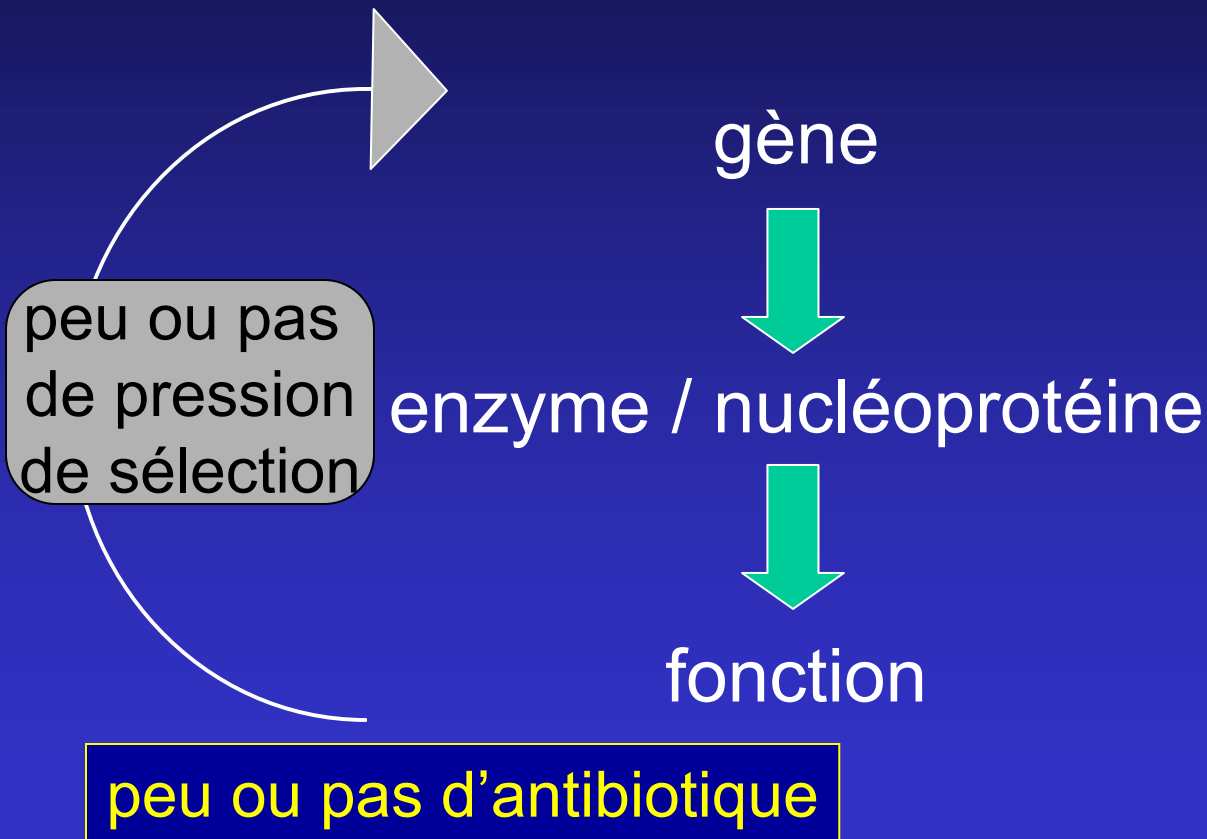 gène
peu ou pas
de pression
de sélection
enzyme / nucléoprotéine
fonction
peu ou pas d’antibiotique